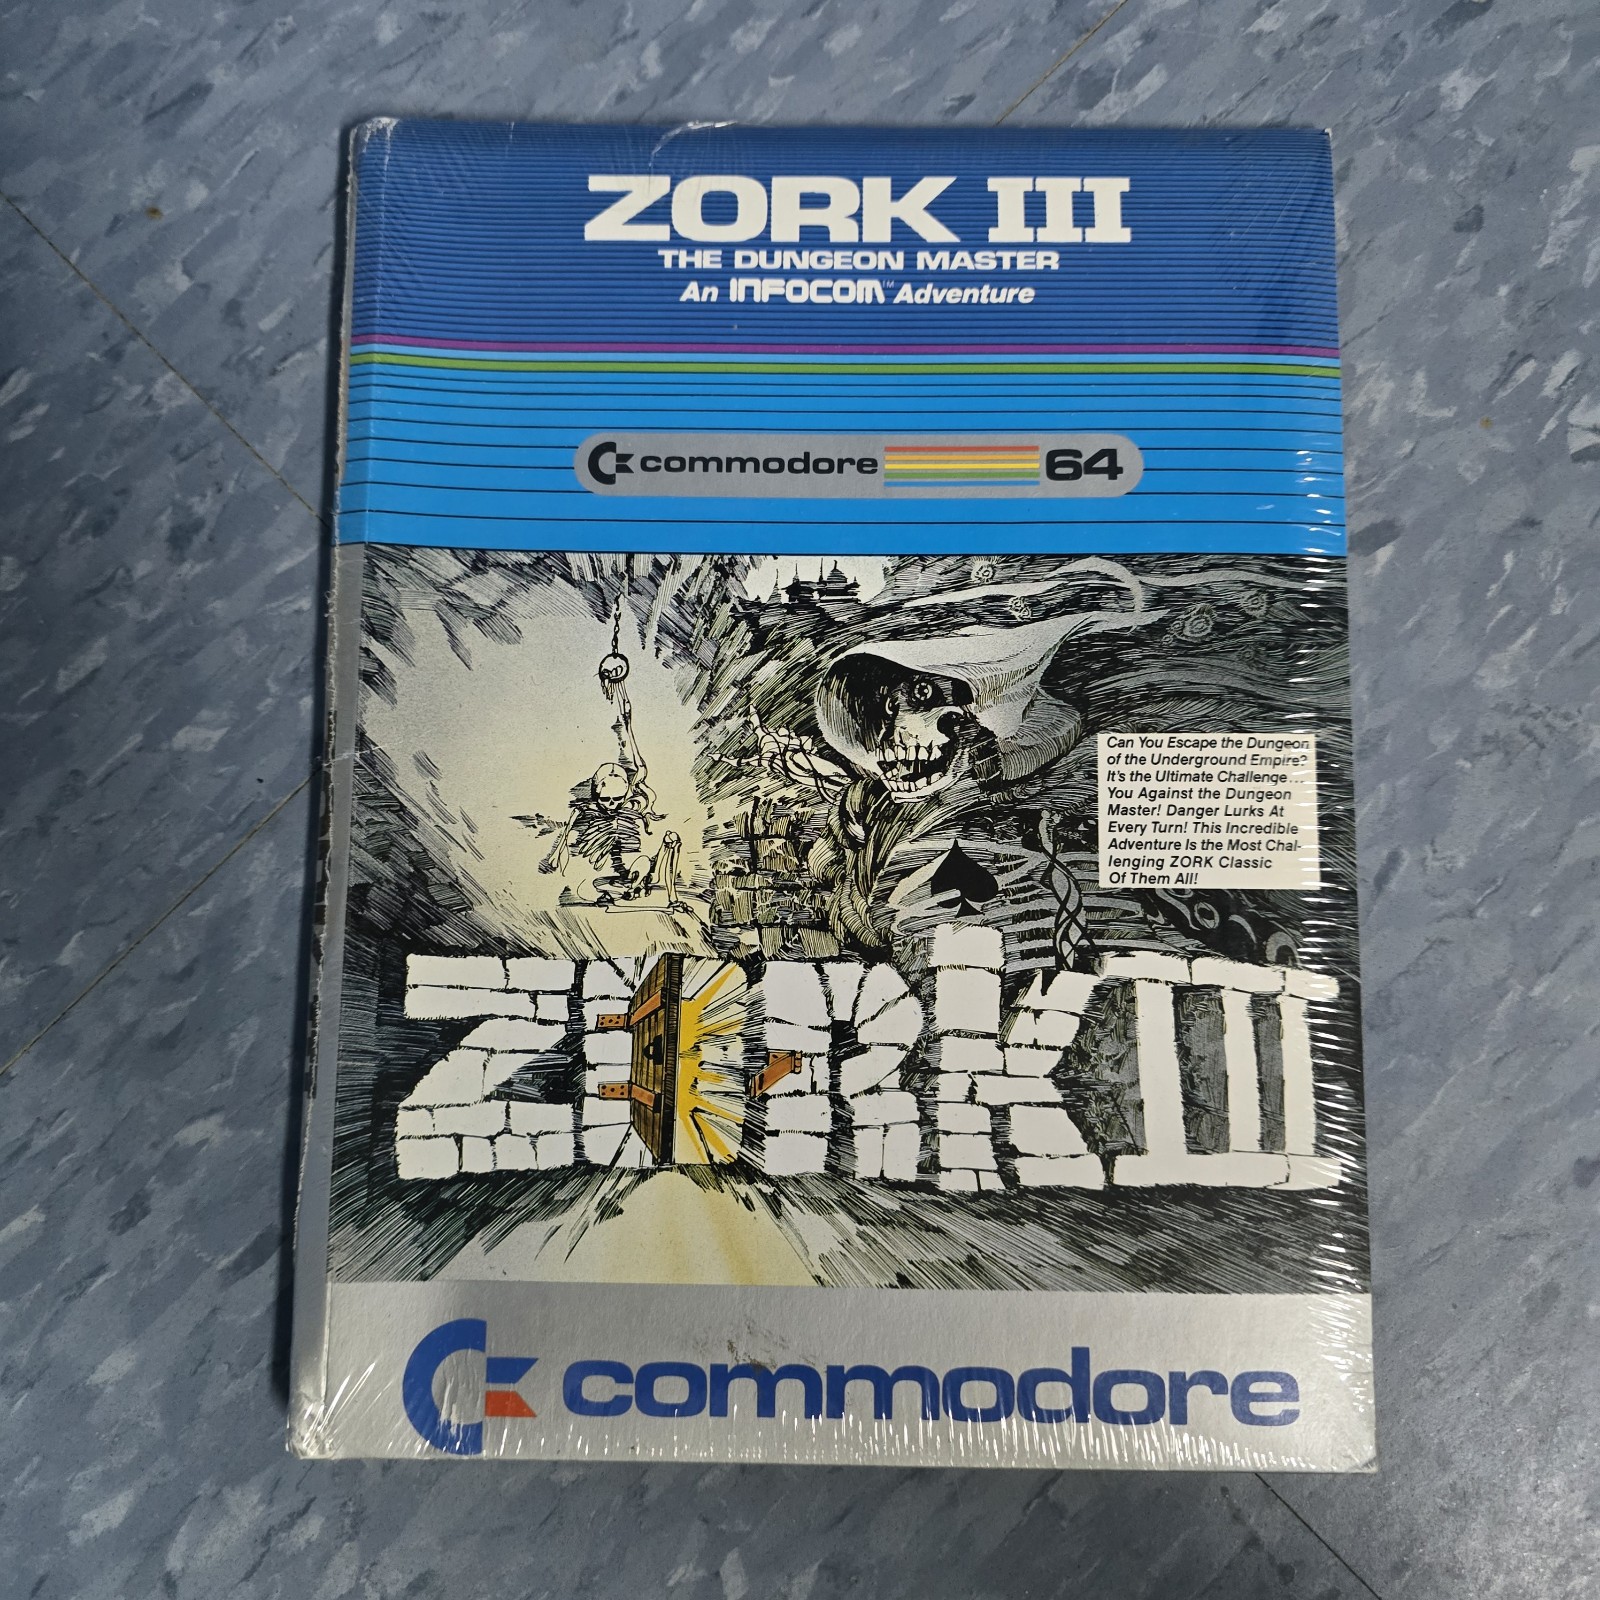 ZORK III
THE DUNGEON MASTER
An INFOCOM™ Adventure
commodore 64
Can You Escape the Dungeon
of the Underground Empire?
It's the Ultimate Challenge...
You Against the Dungeon
Master! Danger Lurks At
Every Turn! This Incredible
Adventure Is the Most Chal-
lenging ZORK Classic
Of Them All!
ZORK III
commodore